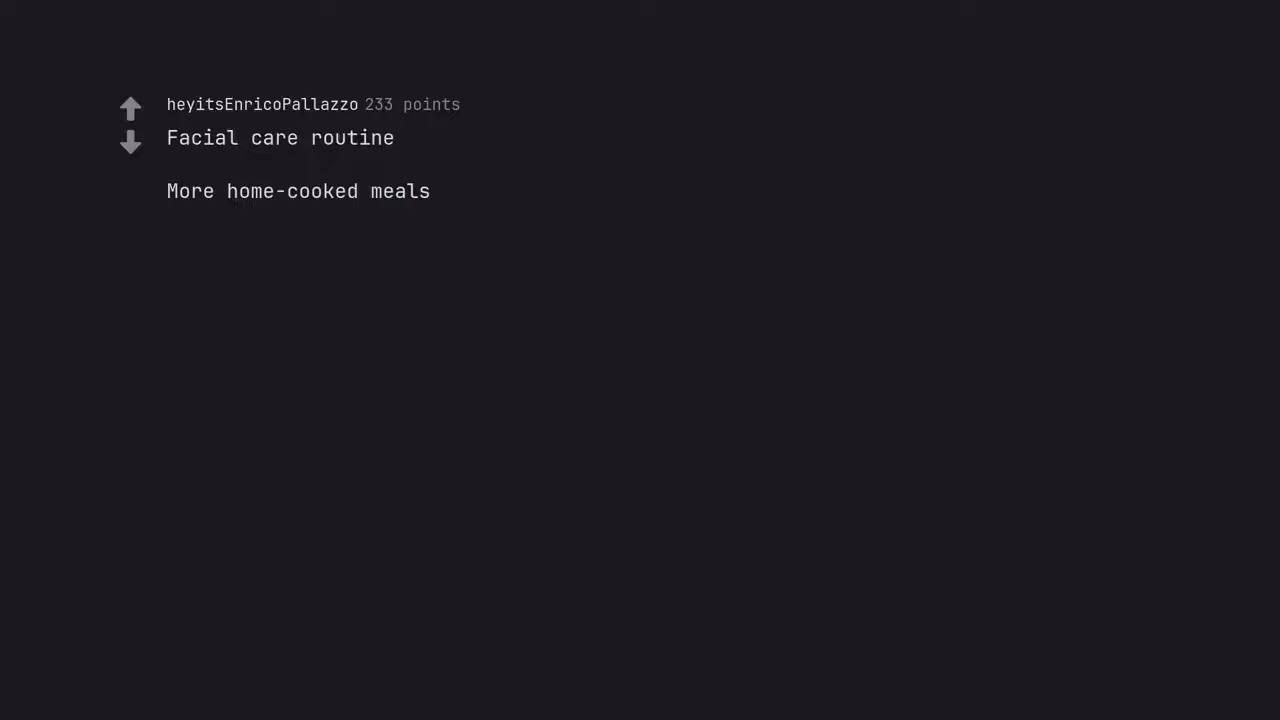 heyitsEnricoPallazzo 233 points
Facial care routine
More home-cooked meals